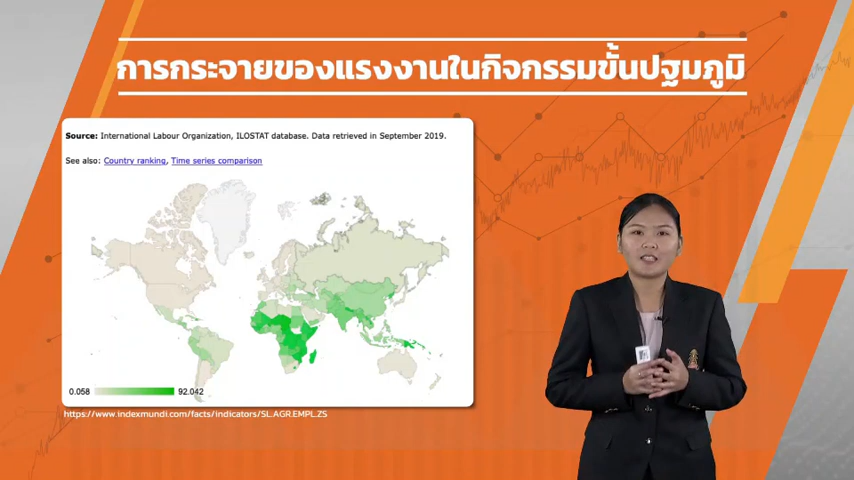 การกระจายของแรงงานในกิจกรรมขั้นปฐมภูมิ
Source: International Labour Organization, ILOSTAT database. Data retrieved in September 2019.
See also: Country ranking, Time series comparison
0.058
92.042
https://www.indexmundi.com/facts/indicators/SL.AGR.EMPL.ZS